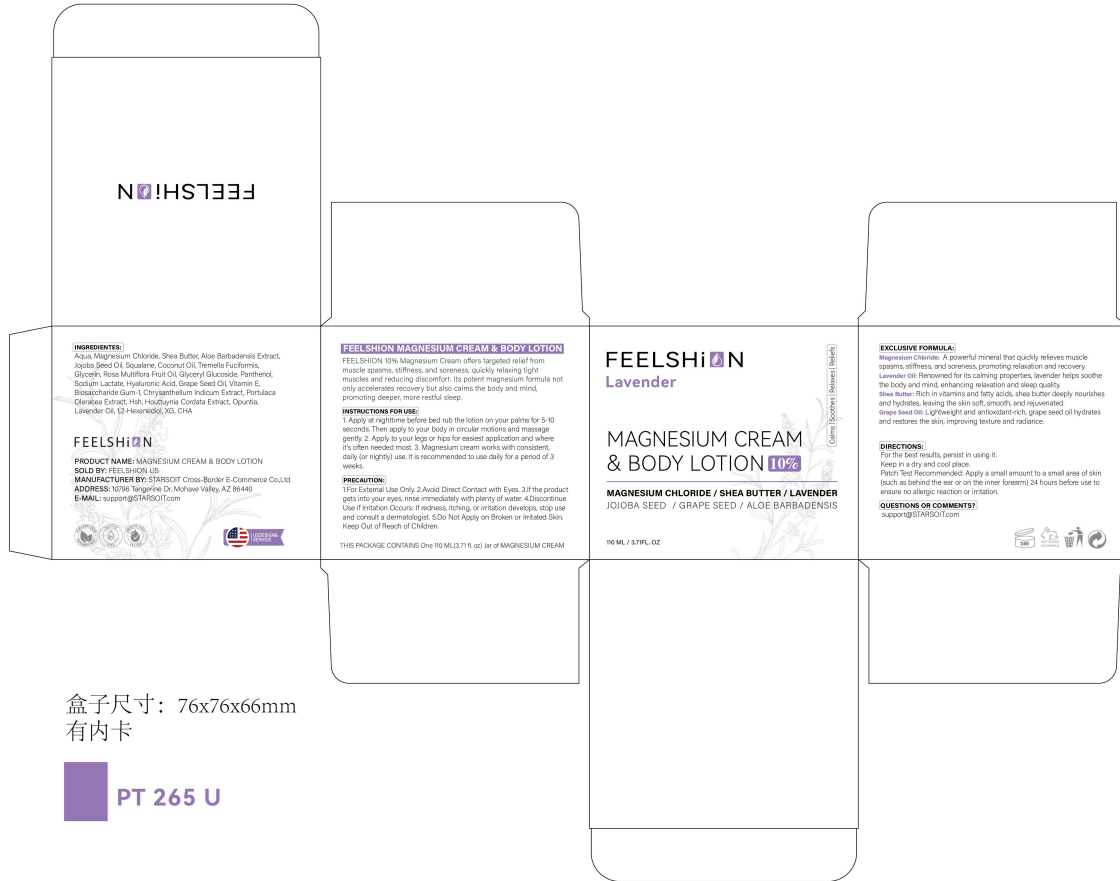 FEELSHiON
INGREDIENTES:
Aqua, Magnesium Chloride, Shea Butter, Aloe Barbadensis Extract,
Jojoba Seed Oil, Squalane, Coconut Oil, Tremella Fuciformis,
Glycerin, Rosa Multiflora Fruit Oil, Glyceryl Glucoside, Panthenol,
Sodium Lactate, Hyaluronic Acid, Grape Seed Oil, Vitamin E,
Biosaccharide Gum-1, Chrysanthellum Indicum Extract, Portulaca
Oleracea Extract, Hsh, Houttuynia Cordata Extract, Opuntia,
Lavender Oil, 1,2-Hexanediol, XG, CHA
FEELSHiON
PRODUCT NAME: MAGNESIUM CREAM & BODY LOTION
SOLD BY: FEELSHION US
MANUFACTURER BY: STARSOIT Cross-Border E-Commerce Co,.Ltd
ADDRESS: 10796 Tangerine Dr, Mohave Valley, AZ 86440
E-MAIL: support@STARSOIT.com
USDESIGN&
SERVICE
FEELSHION MAGNESIUM CREAM & BODY LOTION
FEELSHION 10% Magnesium Cream offers targeted relief from
muscle spasms, stiffness, and soreness, quickly relaxing tight
muscles and reducing discomfort. Its potent magnesium formula not
only accelerates recovery but also calms the body and mind,
promoting deeper, more restful sleep.
INSTRUCTIONS FOR USE:
1. Apply at nighttime before bed rub the lotion on your palms for 5-10
seconds. Then apply to your body in circular motions and massage
gently. 2. Apply to your legs or hips for easiest application and where
it's often needed most. 3. Magnesium cream works with consistent,
daily (or nightly) use. It is recommended to use daily for a period of 3
weeks.
PRECAUTION:
1.For External Use Only. 2.Avoid Direct Contact with Eyes. 3.If the product
gets into your eyes, rinse immediately with plenty of water. 4.Discontinue
Use if Irritation Occurs: If redness, itching, or irritation develops, stop use
and consult a dermatologist. 5.Do Not Apply on Broken or Irritated Skin.
Keep Out of Reach of Children.
THIS PACKAGE CONTAINS One 110 ML(3.71 fl. oz) Jar of MAGNESIUM CREAM
FEELSHiON
Lavender
Calms | Soothes | Relaxes | Reliefs
MAGNESIUM CREAM
& BODY LOTION 10%
MAGNESIUM CHLORIDE / SHEA BUTTER / LAVENDER
JOJOBA SEED / GRAPE SEED / ALOE BARBADENSIS
110 ML / 3.71FL. OZ
EXCLUSIVE FORMULA:
Magnesium Chloride: A powerful mineral that quickly relieves muscle
spasms, stiffness, and soreness, promoting relaxation and recovery.
Lavender Oil: Renowned for its calming properties, lavender helps soothe
the body and mind, enhancing relaxation and sleep quality.
Shea Butter: Rich in vitamins and fatty acids, shea butter deeply nourishes
and hydrates, leaving the skin soft, smooth, and rejuvenated.
Grape Seed Oil: Lightweight and antioxidant-rich, grape seed oil hydrates
and restores the skin, improving texture and radiance.
DIRECTIONS:
For the best results, persist in using it.
Keep in a dry and cool place.
Patch Test Recommended: Apply a small amount to a small area of skin
(such as behind the ear or on the inner forearm) 24 hours before use to
ensure no allergic reaction or irritation.
QUESTIONS OR COMMENTS?
support@STARSOIT.com
盒子尺寸：76x76x66mm
有内卡
PT 265 U